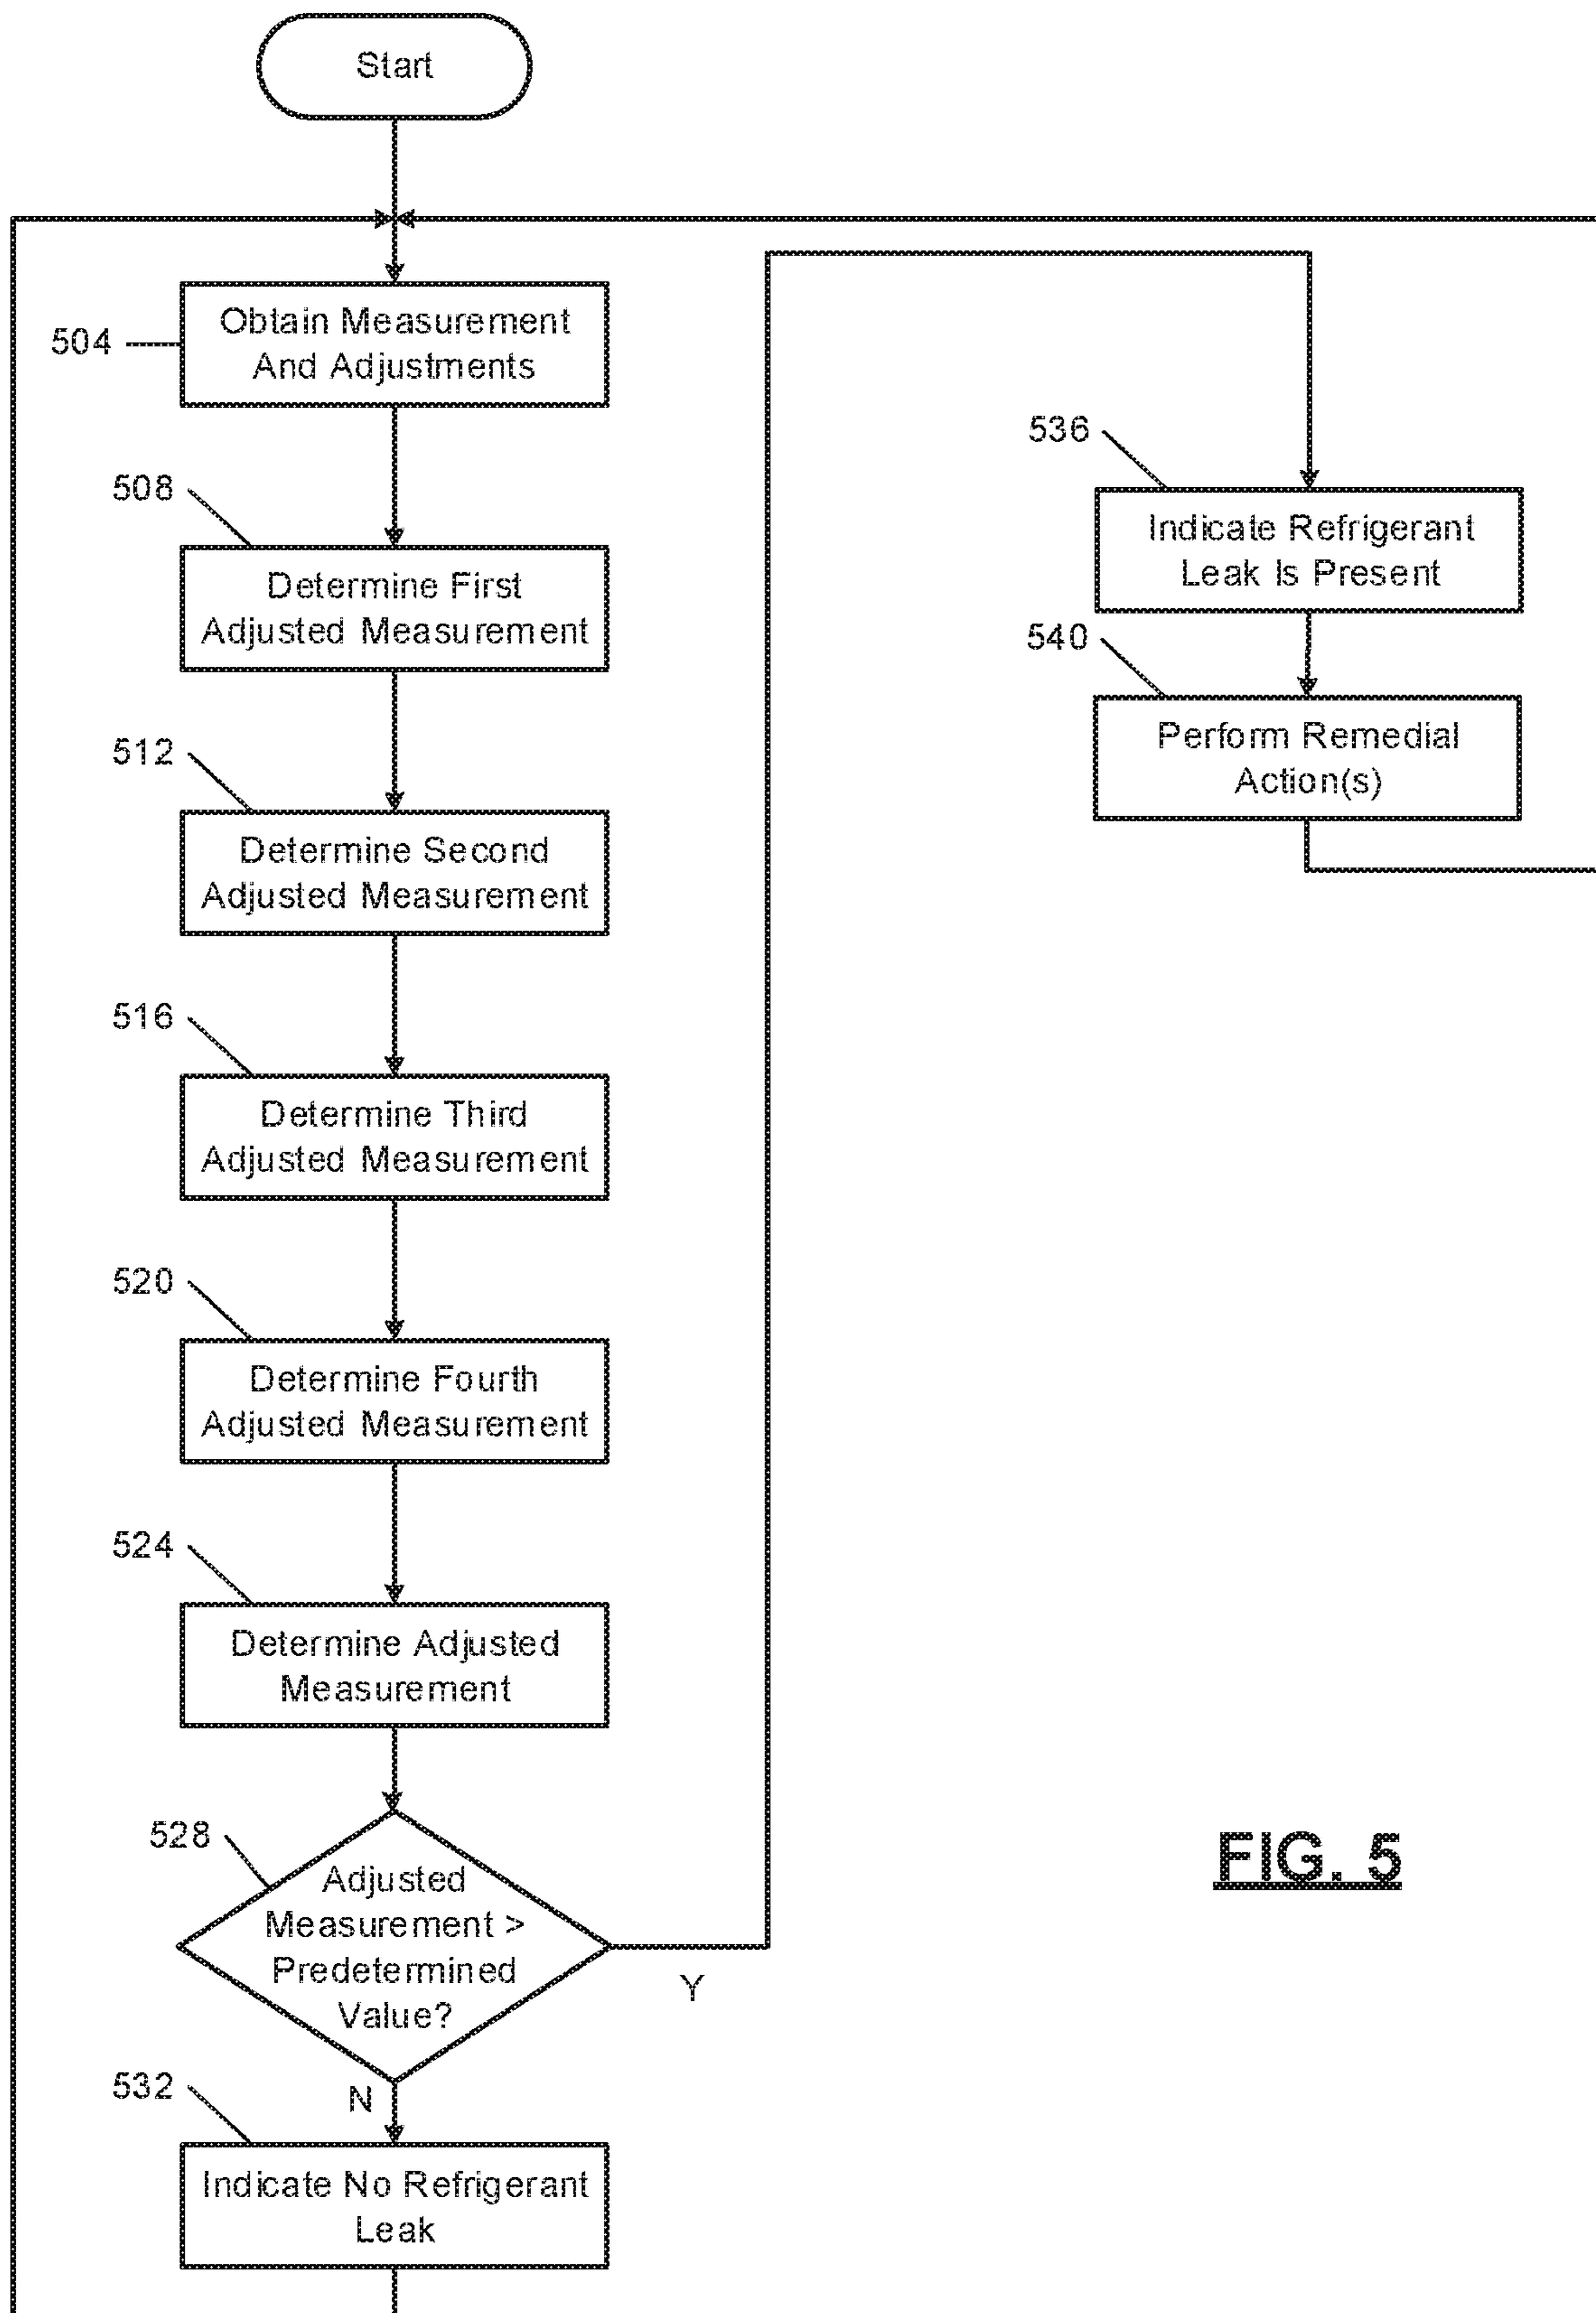 Start
504
Obtain Measurement
And Adjustments
508
Determine First
Adjusted Measurement
512
Determine Second
Adjusted Measurement
516
Determine Third
Adjusted Measurement
520
Determine Fourth
Adjusted Measurement
524
Determine Adjusted
Measurement
528
Adjusted
Measurement >
Predetermined
Value?
Y
N
532
Indicate No Refrigerant
Leak
536
Indicate Refrigerant
Leak Is Present
540
Perform Remedial
Action(s)
FIG. 5